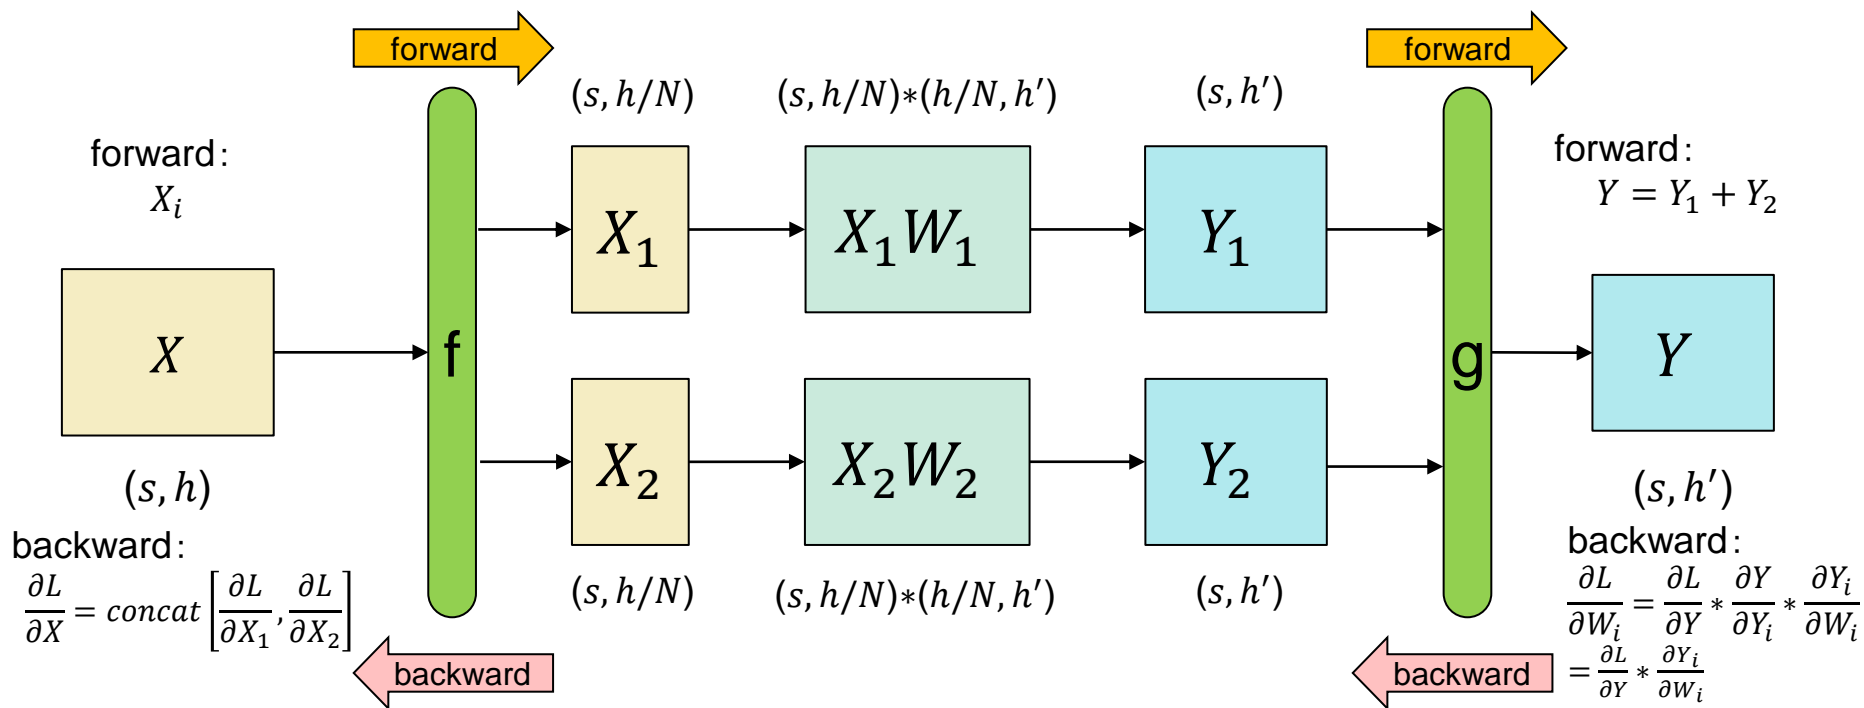 forward
forward
(s, h/N)
(s, h/N)*(h/N, h′)
(s, h′)
forward:
X_i
forward:
Y = Y_1 + Y_2
X_1
X_1W_1
Y_1
X
f
g
Y
X_2
X_2W_2
Y_2
(s, h)
(s, h′)
backward:
∂L/∂X = concat[∂L/∂X_1, ∂L/∂X_2]
(s, h/N)
(s, h/N)*(h/N, h′)
(s, h′)
backward:
∂L/∂W_i = ∂L/∂Y * ∂Y/∂Y_i * ∂Y_i/∂W_i
= ∂L/∂Y * ∂Y_i/∂W_i
backward
backward